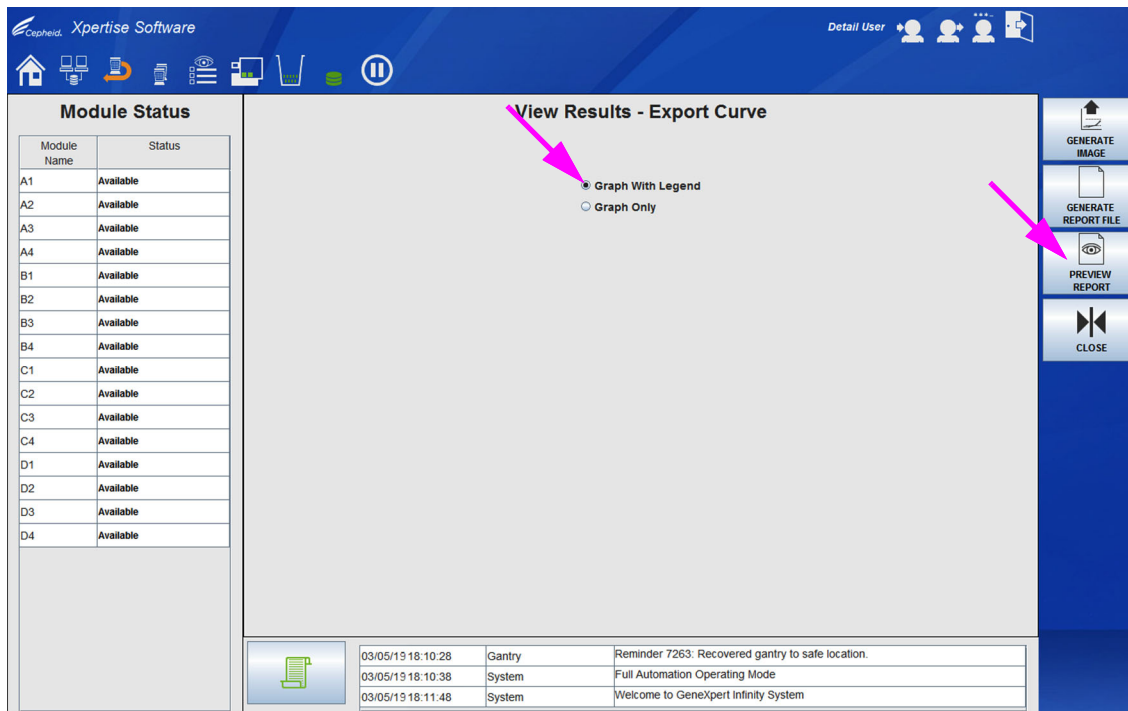 Cepheid. Xpertise Software
Detail User
Module Status
Module Name
Status
A1 Available
A2 Available
A3 Available
A4 Available
B1 Available
B2 Available
B3 Available
B4 Available
C1 Available
C2 Available
C3 Available
C4 Available
D1 Available
D2 Available
D3 Available
D4 Available
View Results - Export Curve
Graph With Legend
Graph Only
GENERATE
IMAGE
GENERATE
REPORT FILE
PREVIEW
REPORT
CLOSE
03/05/19 18:10:28 Gantry Reminder 7263: Recovered gantry to safe location.
03/05/19 18:10:38 System Full Automation Operating Mode
03/05/19 18:11:48 System Welcome to GeneXpert Infinity System